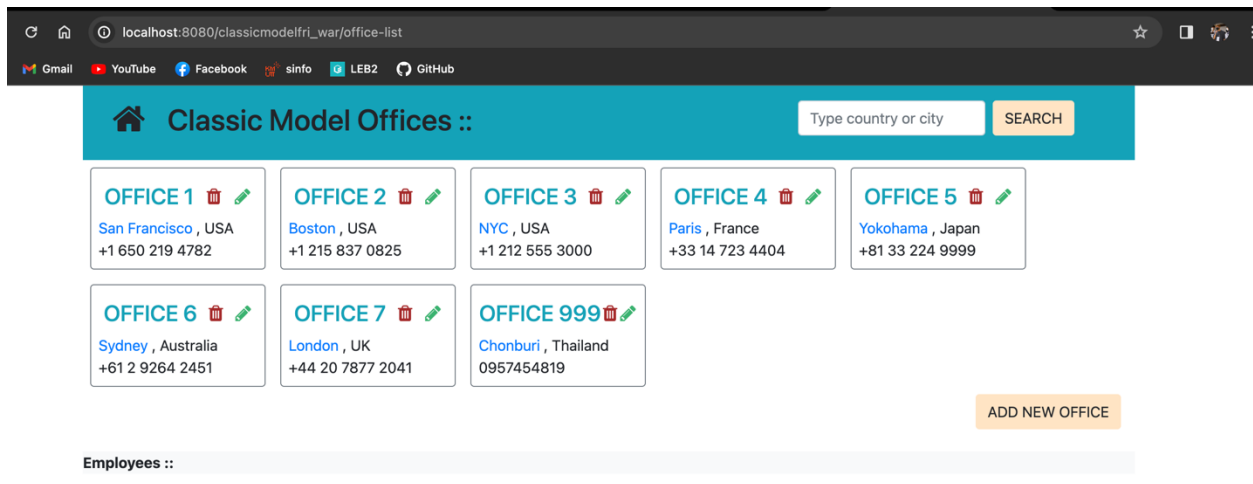 localhost:8080/classicmodelfri_war/office-list
Gmail YouTube Facebook sinfo LEB2 GitHub
Classic Model Offices ::
Type country or city
SEARCH
OFFICE 1
San Francisco , USA
+1 650 219 4782
OFFICE 2
Boston , USA
+1 215 837 0825
OFFICE 3
NYC , USA
+1 212 555 3000
OFFICE 4
Paris , France
+33 14 723 4404
OFFICE 5
Yokohama , Japan
+81 33 224 9999
OFFICE 6
Sydney , Australia
+61 2 9264 2451
OFFICE 7
London , UK
+44 20 7877 2041
OFFICE 999
Chonburi , Thailand
0957454819
ADD NEW OFFICE
Employees ::